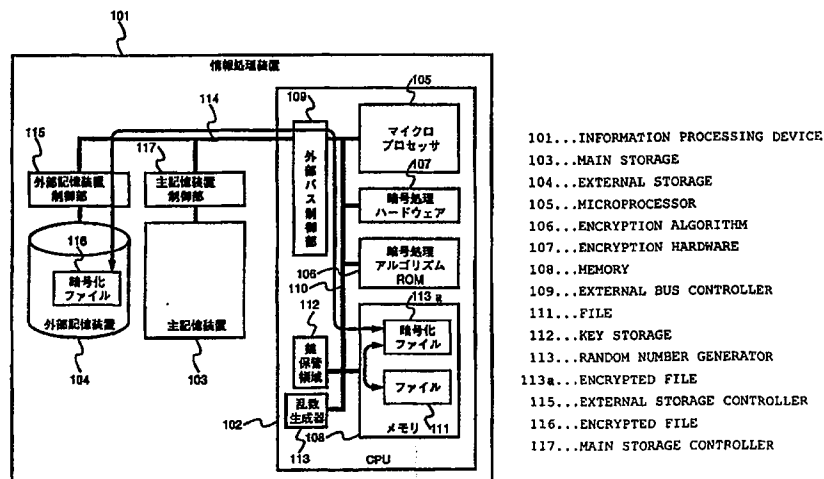 101
情報処理装置
105
109
114
マイクロ
プロセッサ
115
117
107
外部記憶装置
制御部
主記憶装置
制御部
外部バス制御部
暗号処理
ハードウェア
116
暗号化
ファイル
暗号処理
アルゴリズム
ROM
106
110
113a
112
暗号化
ファイル
外部記憶装置
主記憶装置
鍵
保管
領域
104
103
ファイル
乱数
生成器
102
108
メモリ
111
113
CPU
101...INFORMATION PROCESSING DEVICE
103...MAIN STORAGE
104...EXTERNAL STORAGE
105...MICROPROCESSOR
106...ENCRYPTION ALGORITHM
107...ENCRYPTION HARDWARE
108...MEMORY
109...EXTERNAL BUS CONTROLLER
111...FILE
112...KEY STORAGE
113...RANDOM NUMBER GENERATOR
113a...ENCRYPTED FILE
115...EXTERNAL STORAGE CONTROLLER
116...ENCRYPTED FILE
117...MAIN STORAGE CONTROLLER